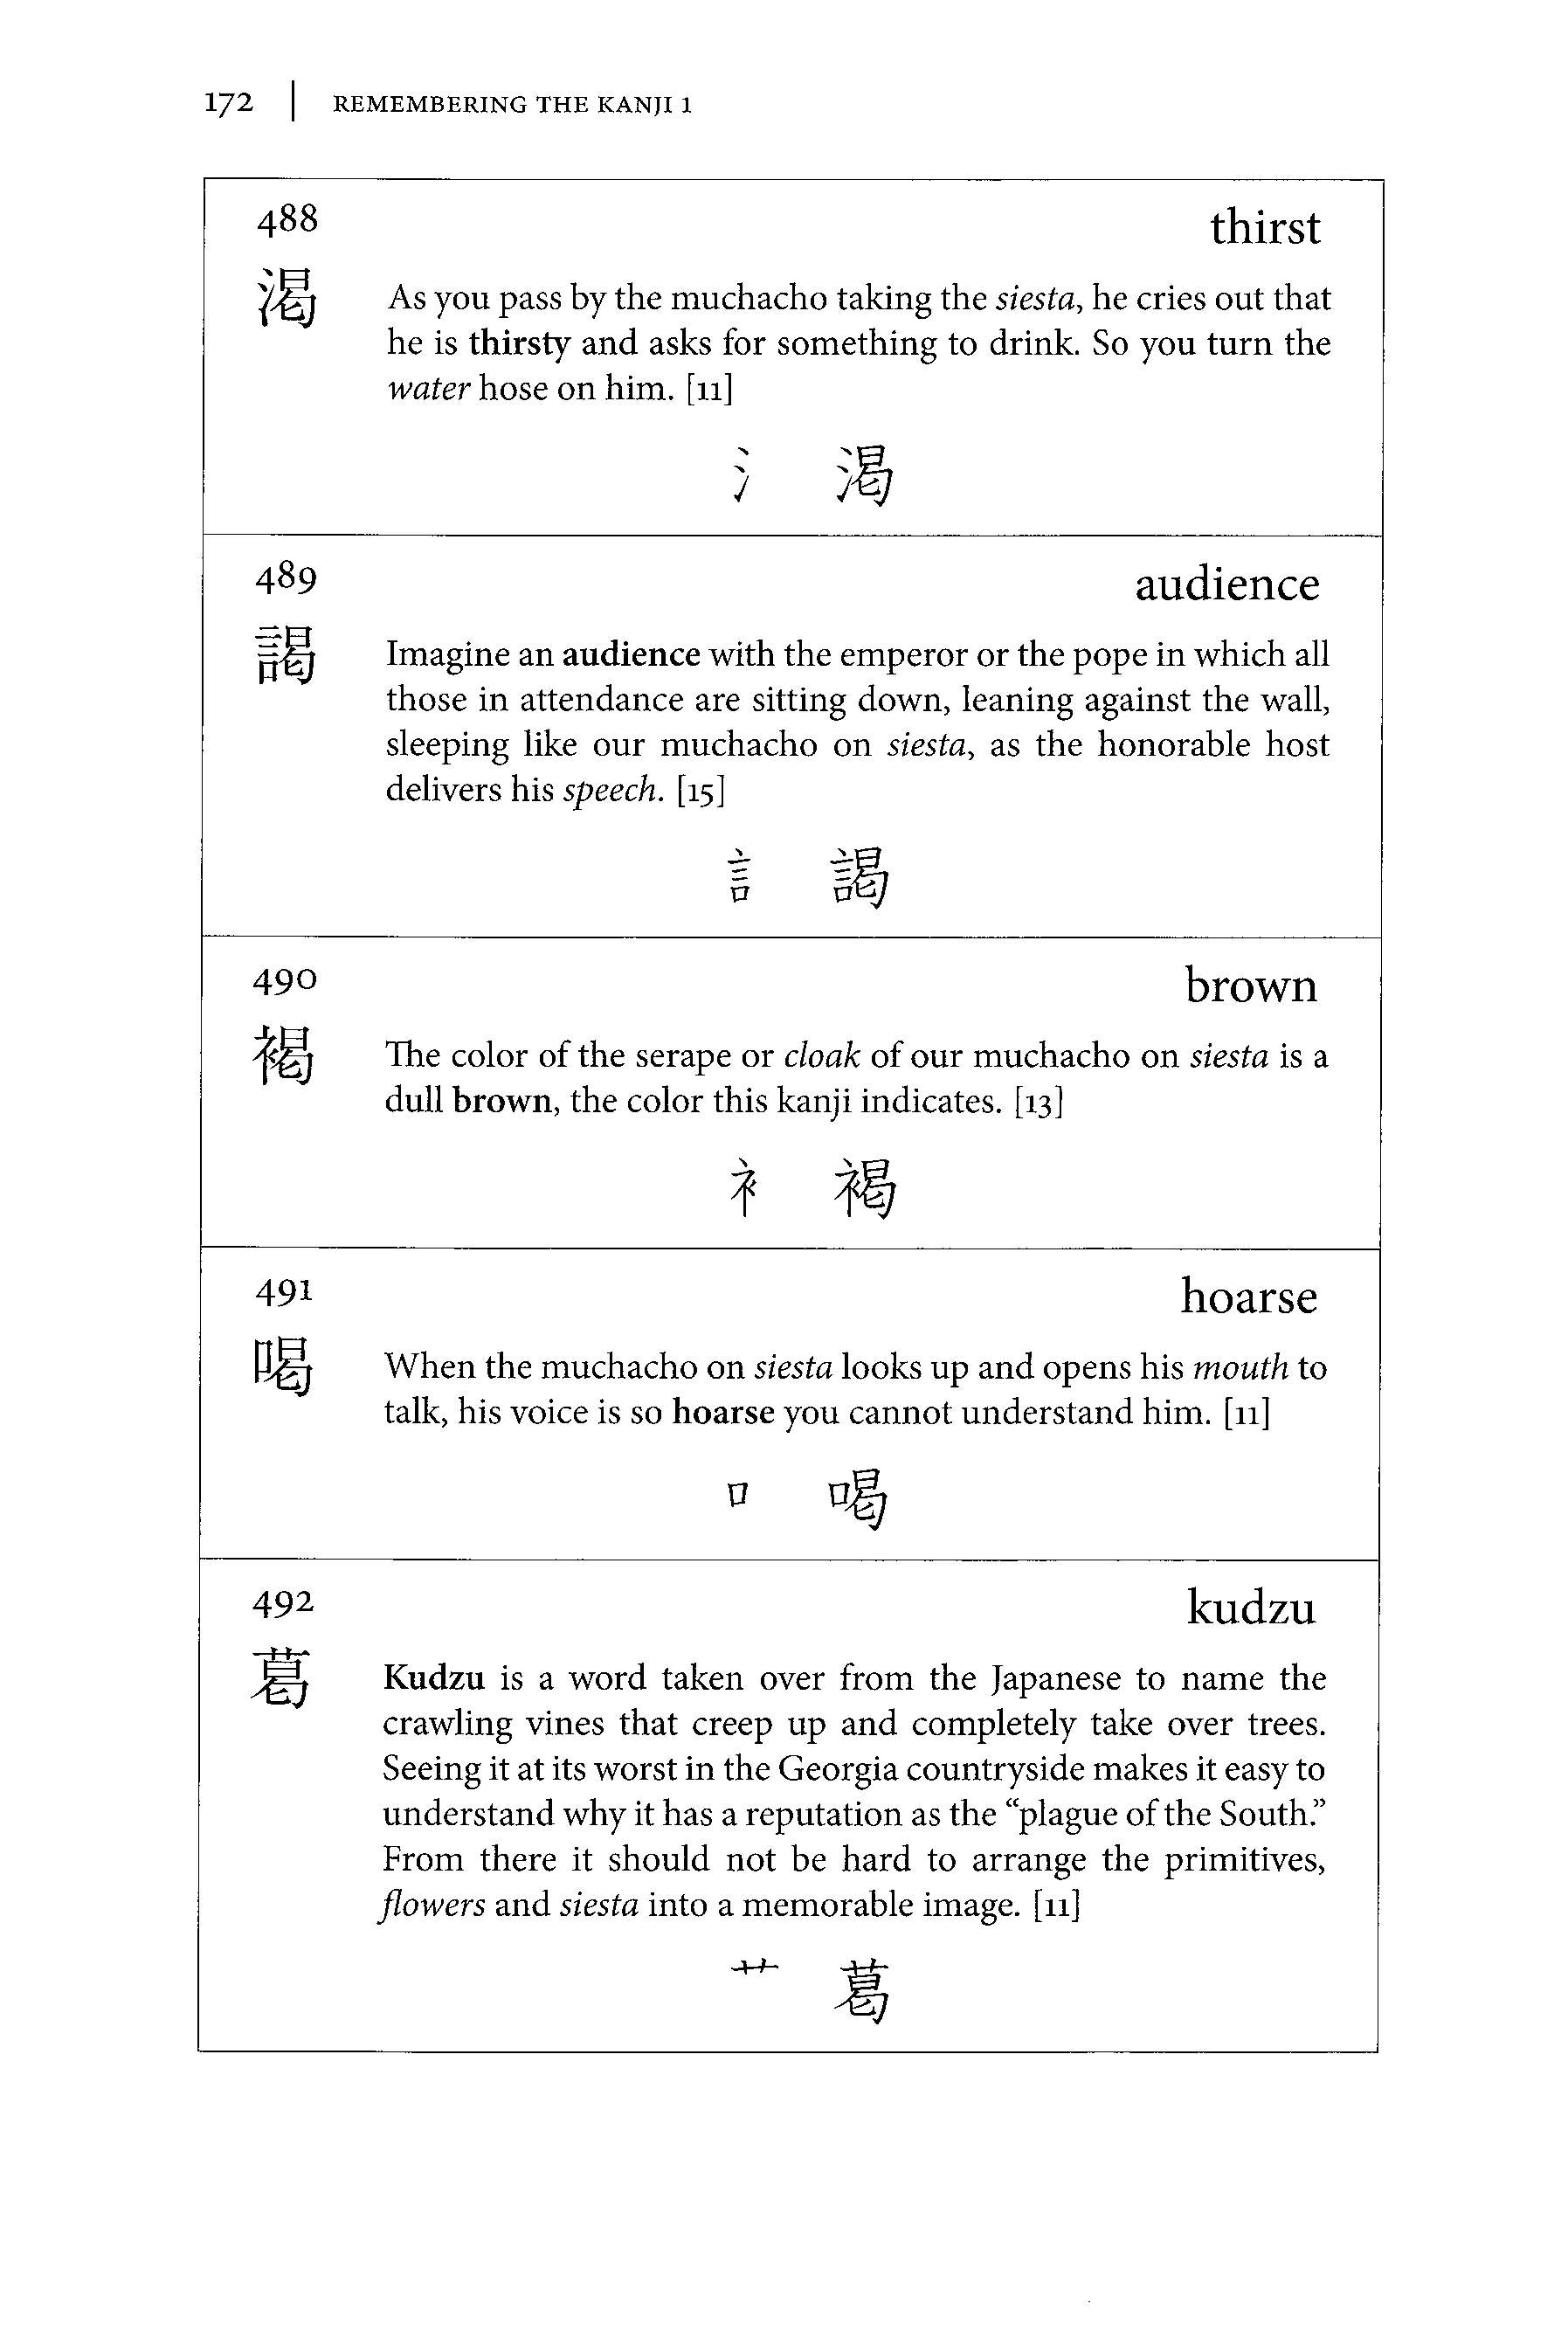 172 | REMEMBERING THE KANJI 1
488 thirst
渇 As you pass by the muchacho taking the siesta, he cries out that
he is thirsty and asks for something to drink. So you turn the
water hose on him. [11]
氵 渇
489 audience
謁 Imagine an audience with the emperor or the pope in which all
those in attendance are sitting down, leaning against the wall,
sleeping like our muchacho on siesta, as the honorable host
delivers his speech. [15]
訁 謁
490 brown
褐 The color of the serape or cloak of our muchacho on siesta is a
dull brown, the color this kanji indicates. [13]
衤 褐
491 hoarse
喝 When the muchacho on siesta looks up and opens his mouth to
talk, his voice is so hoarse you cannot understand him. [11]
口 喝
492 kudzu
葛 Kudzu is a word taken over from the Japanese to name the
crawling vines that creep up and completely take over trees.
Seeing it at its worst in the Georgia countryside makes it easy to
understand why it has a reputation as the “plague of the South.”
From there it should not be hard to arrange the primitives,
flowers and siesta into a memorable image. [11]
艹 葛